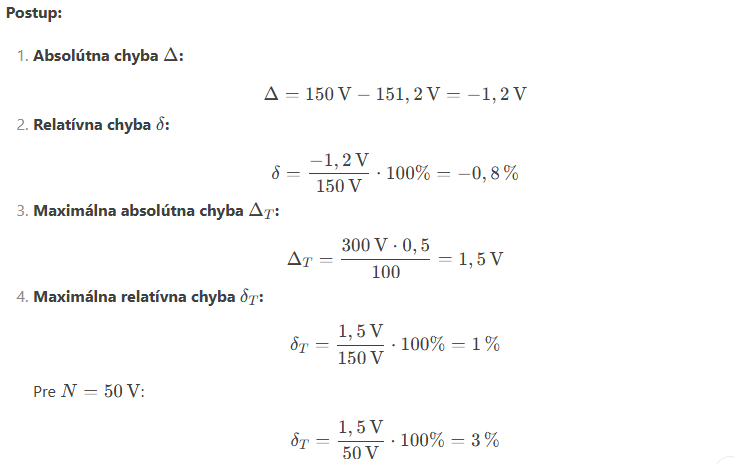 Postup:
1. Absolútna chyba Δ:
Δ = 150 V − 151, 2 V = −1, 2 V
2. Relatívna chyba δ:
δ = −1, 2 V / 150 V · 100% = −0, 8 %
3. Maximálna absolútna chyba Δ_T:
Δ_T = 300 V · 0, 5 / 100 = 1, 5 V
4. Maximálna relatívna chyba δ_T:
δ_T = 1, 5 V / 150 V · 100% = 1 %
Pre N = 50 V:
δ_T = 1, 5 V / 50 V · 100% = 3 %